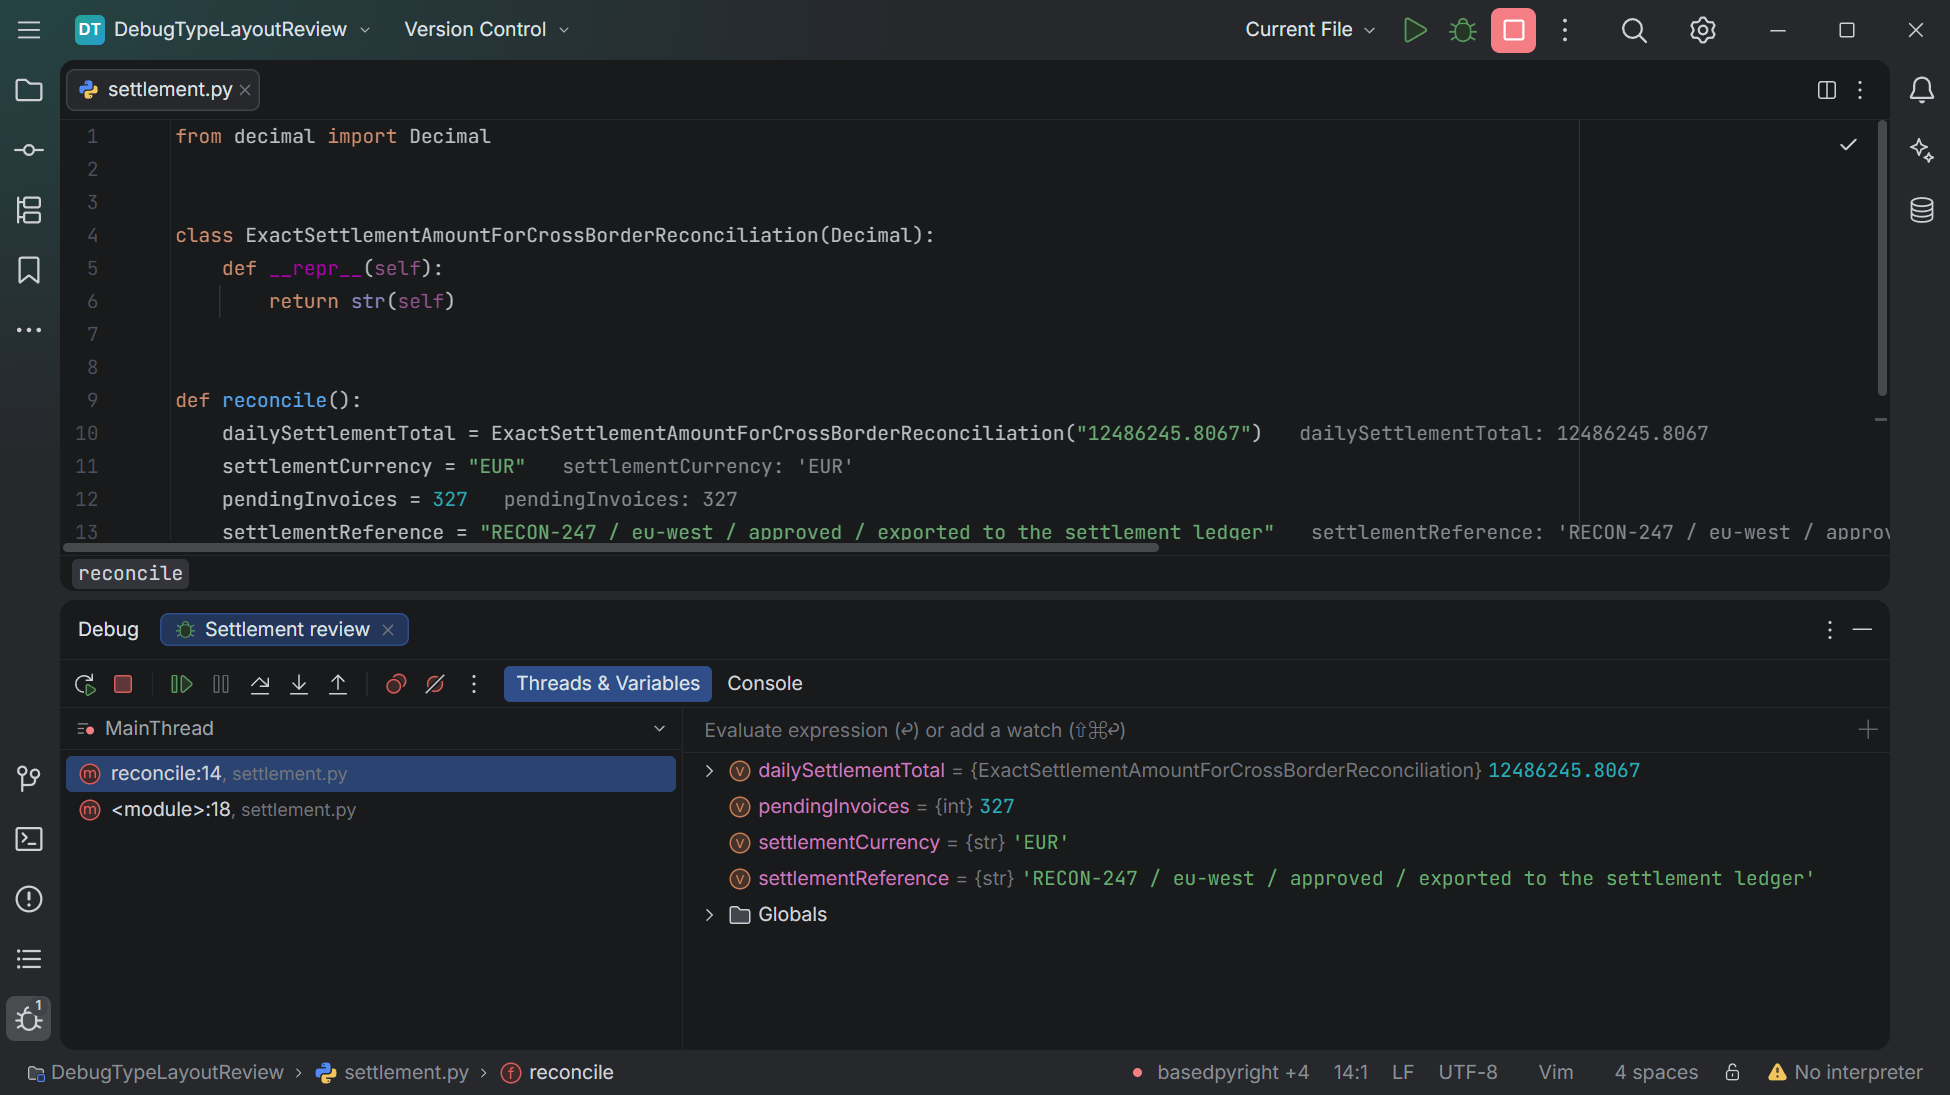 DT DebugTypeLayoutReview Version Control Current File
settlement.py
1 from decimal import Decimal
2
3
4 class ExactSettlementAmountForCrossBorderReconciliation(Decimal):
5 def __repr__(self):
6 return str(self)
7
8
9 def reconcile():
10 dailySettlementTotal = ExactSettlementAmountForCrossBorderReconciliation("12486245.8067") dailySettlementTotal: 12486245.8067
11 settlementCurrency = "EUR" settlementCurrency: 'EUR'
12 pendingInvoices = 327 pendingInvoices: 327
13 settlementReference = "RECON-247 / eu-west / approved / exported to the settlement ledger" settlementReference: 'RECON-247 / eu-west / approv
reconcile
Debug Settlement review
Threads & Variables Console
MainThread
Evaluate expression (⏎) or add a watch (⇧⌘⏎)
reconcile:14, settlement.py
<module>:18, settlement.py
dailySettlementTotal = {ExactSettlementAmountForCrossBorderReconciliation} 12486245.8067
pendingInvoices = {int} 327
settlementCurrency = {str} 'EUR'
settlementReference = {str} 'RECON-247 / eu-west / approved / exported to the settlement ledger'
Globals
1
DebugTypeLayoutReview › settlement.py › reconcile basedpyright +4 14:1 LF UTF-8 Vim 4 spaces No interpreter